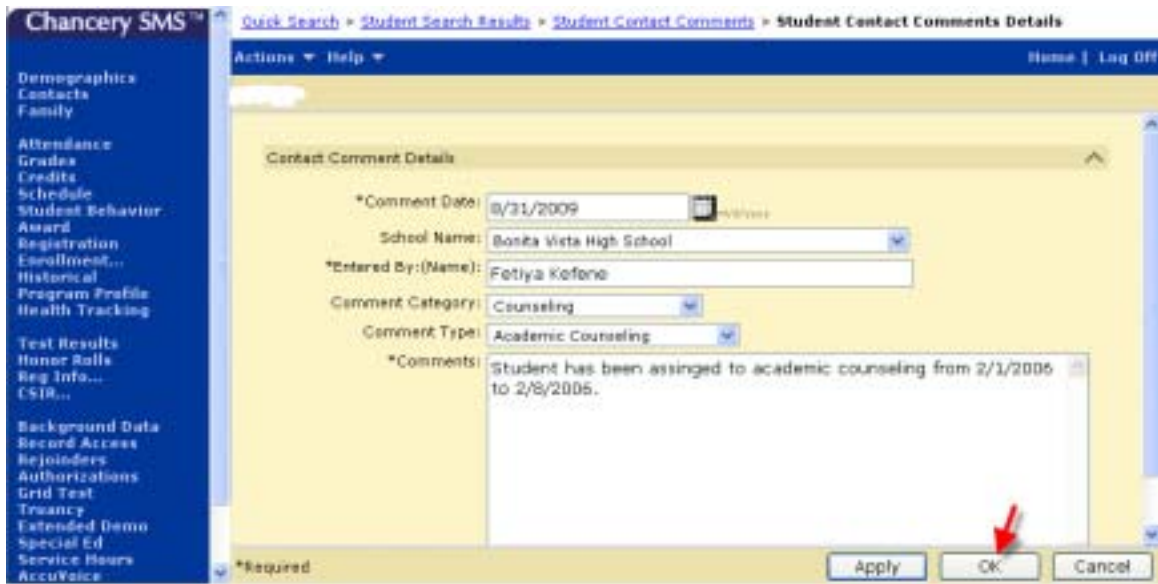 Chancery SMS™
Quick Search > Student Search Results > Student Contact Comments > Student Contact Comments Details
Actions Help
Home | Log Off
Demographics
Contacts
Family
Attendance
Grades
Credits
Schedule
Student Behavior
Award
Registration
Enrollment...
Historical
Program Profile
Health Tracking
Test Results
Honor Rolls
Reg Info...
CSIR...
Background Data
Record Access
Rejoinders
Authorizations
Grid Test
Truancy
Extended Demo
Special Ed
Service Hours
AccuVoice
Contact Comment Details
*Comment Date: 8/31/2009
School Name: Bonita Vista High School
*Entered By:(Name): Fetiya Kefene
Comment Category: Counseling
Comment Type: Academic Counseling
*Comments: Student has been assinged to academic counseling from 2/1/2006
to 2/8/2006.
*Required
Apply OK Cancel